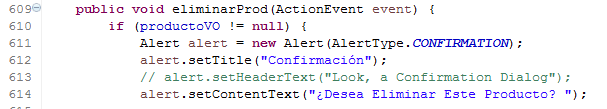 609 public void eliminarProd(ActionEvent event) {
610 if (productoVO != null) {
611 Alert alert = new Alert(AlertType.CONFIRMATION);
612 alert.setTitle("Confirmación");
613 // alert.setHeaderText("Look, a Confirmation Dialog");
614 alert.setContentText("¿Desea Eliminar Este Producto? ");